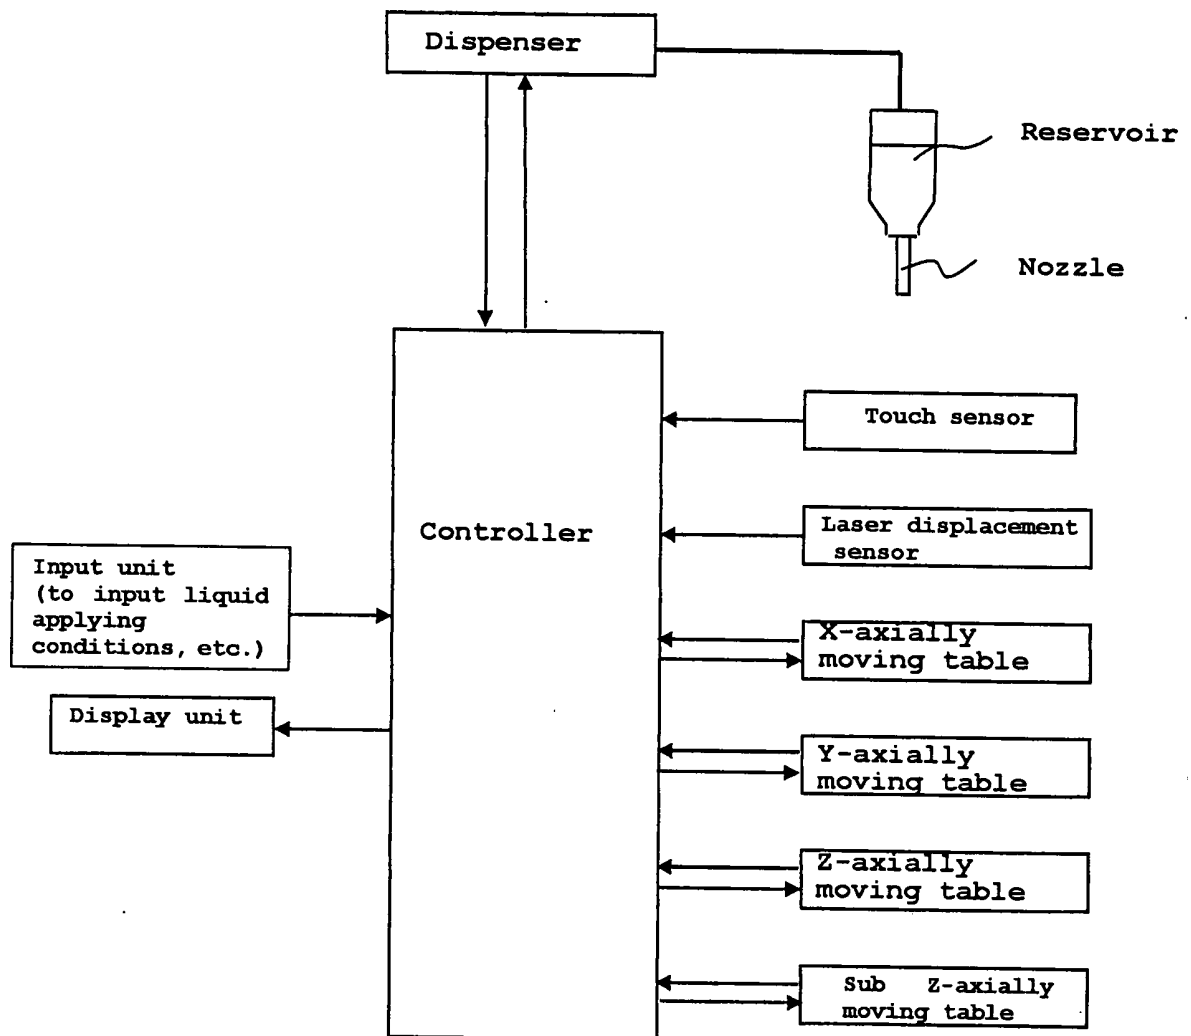 Dispenser
Reservoir
Nozzle
Touch sensor
Controller
Laser displacement
sensor
Input unit
(to input liquid
applying
conditions, etc.)
X-axially
moving table
Display unit
Y-axially
moving table
Z-axially
moving table
Sub Z-axially
moving table